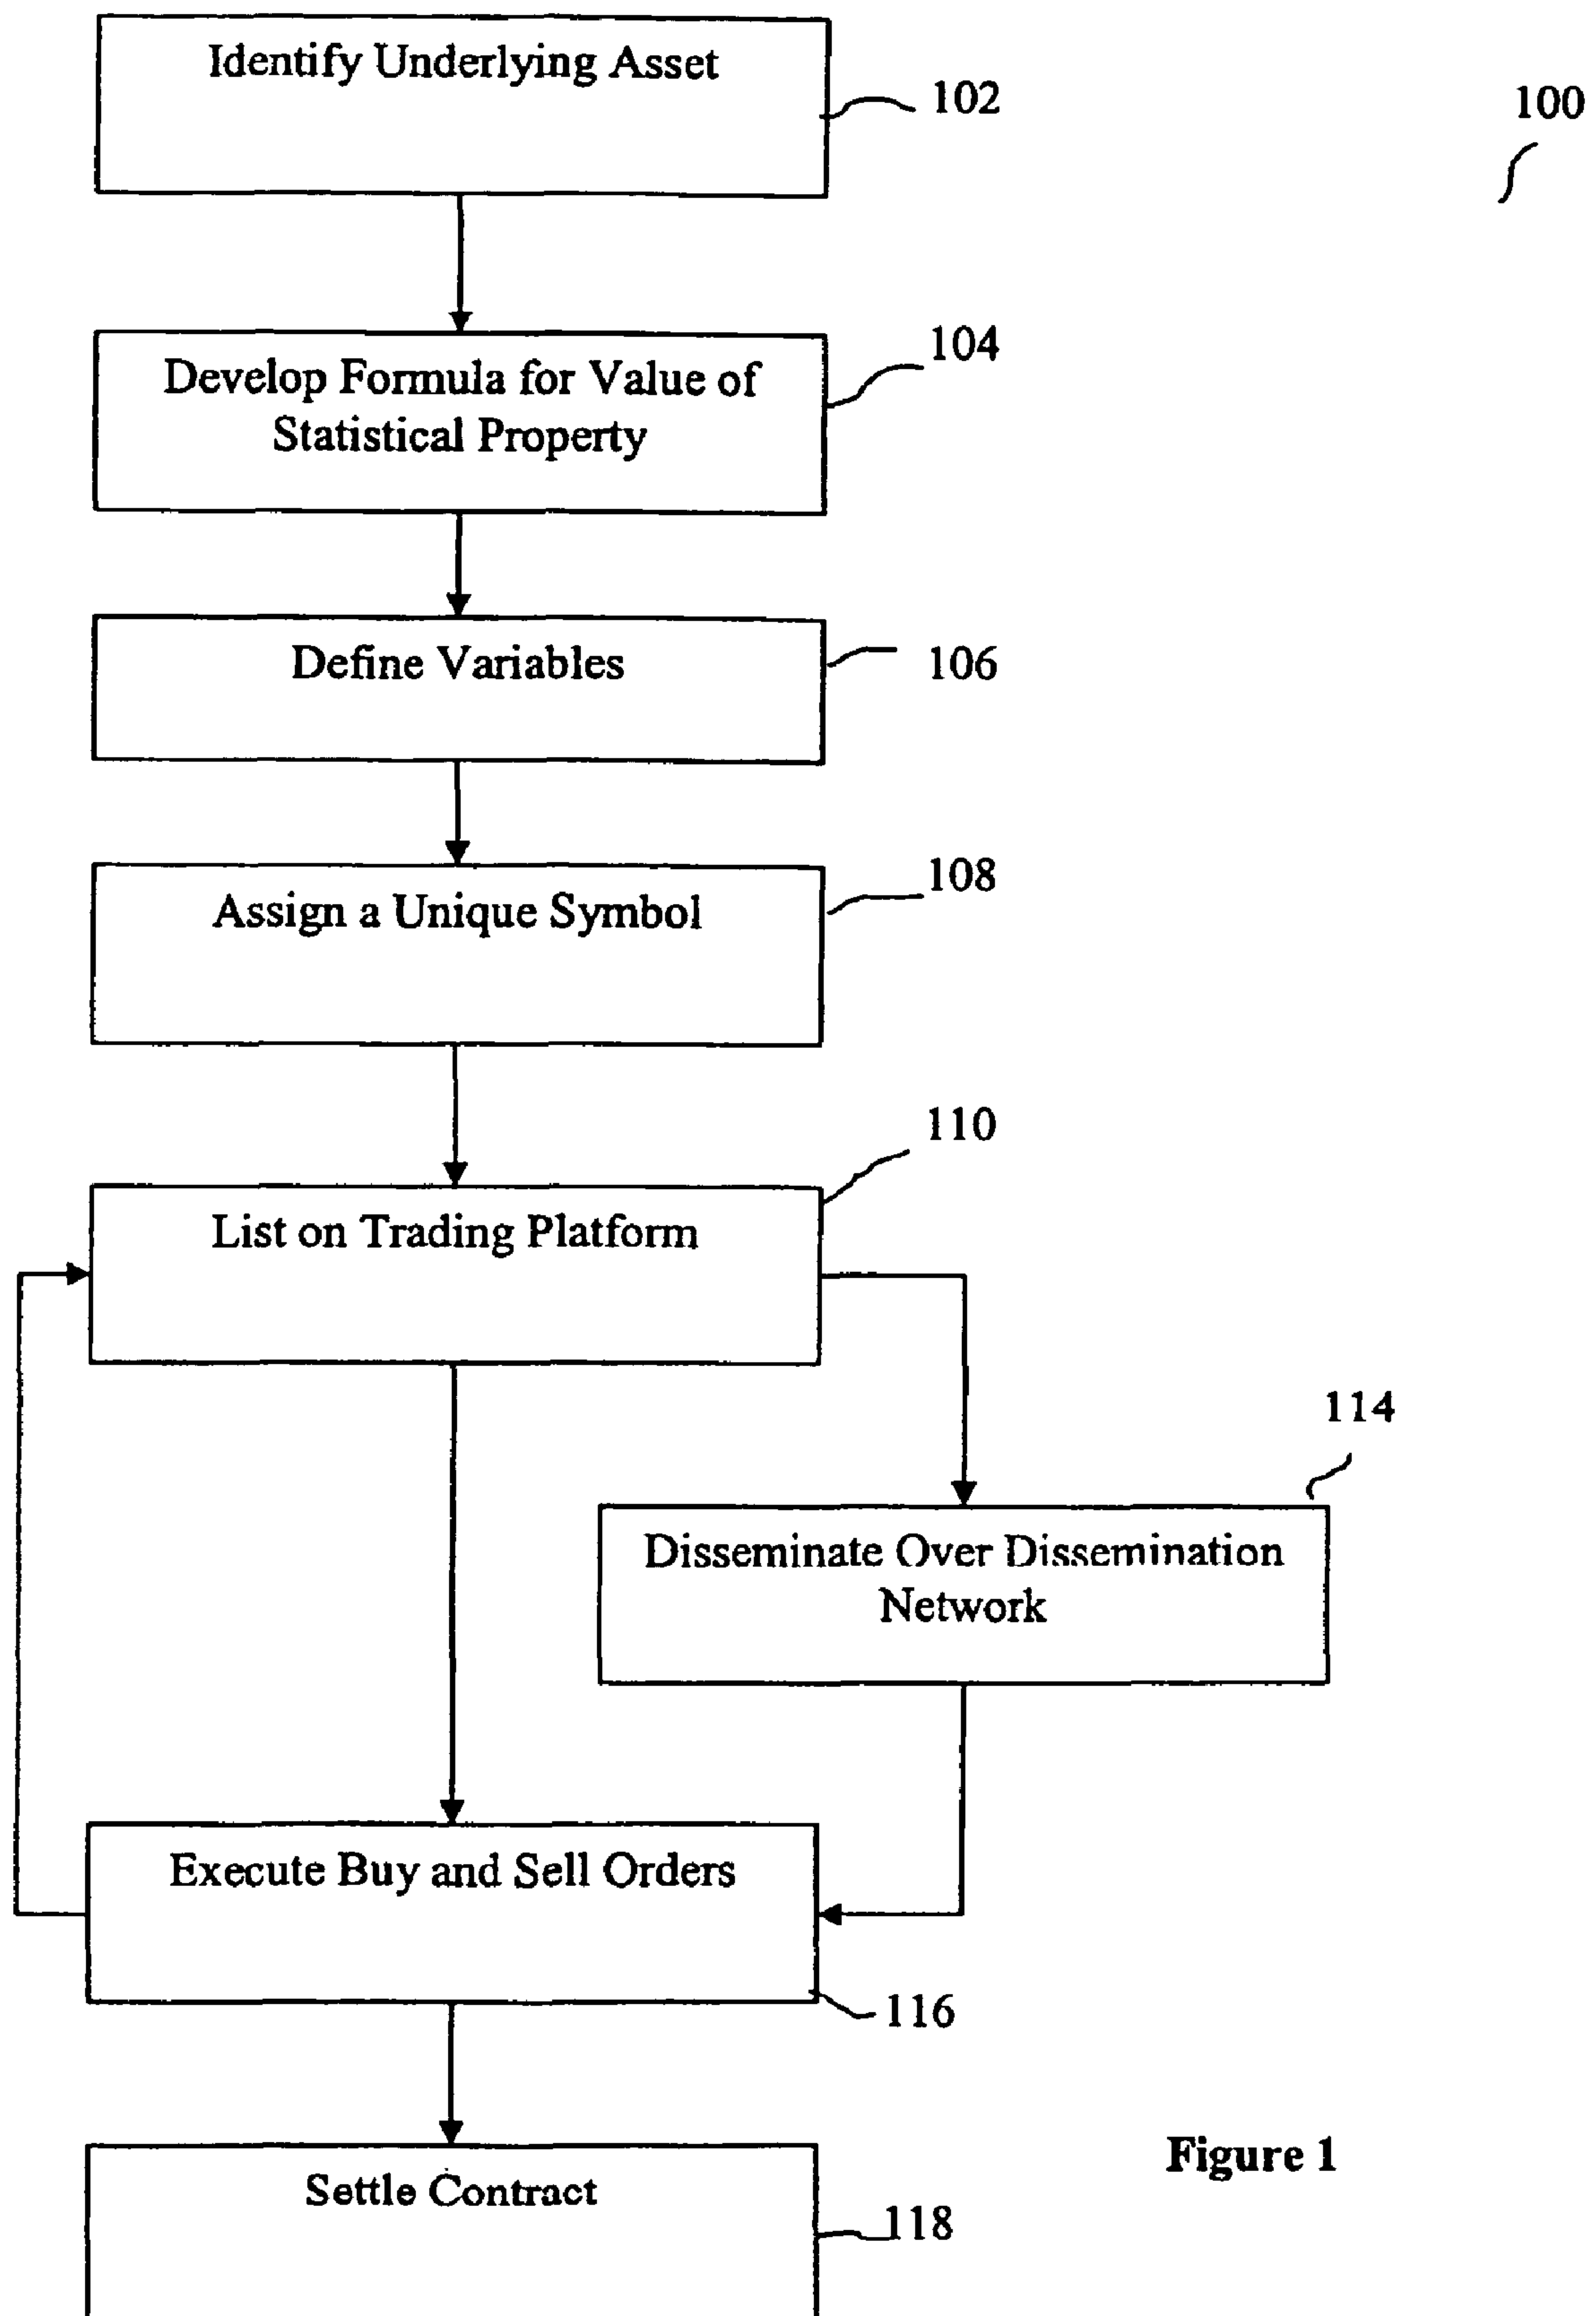 Identify Underlying Asset
102
100
Develop Formula for Value of
Statistical Property
104
Define Variables
106
Assign a Unique Symbol
108
110
List on Trading Platform
114
Disseminate Over Dissemination
Network
Execute Buy and Sell Orders
116
Settle Contract
118
Figure 1